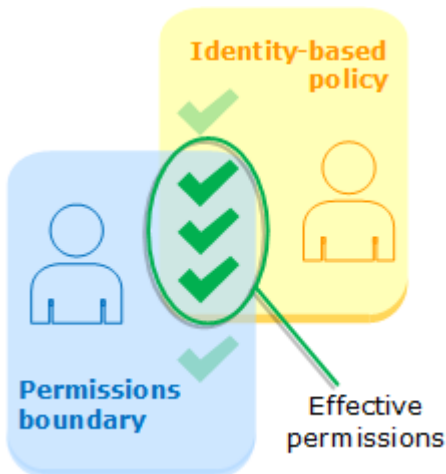 Identity-based
policy
Permissions
boundary
Effective
permissions